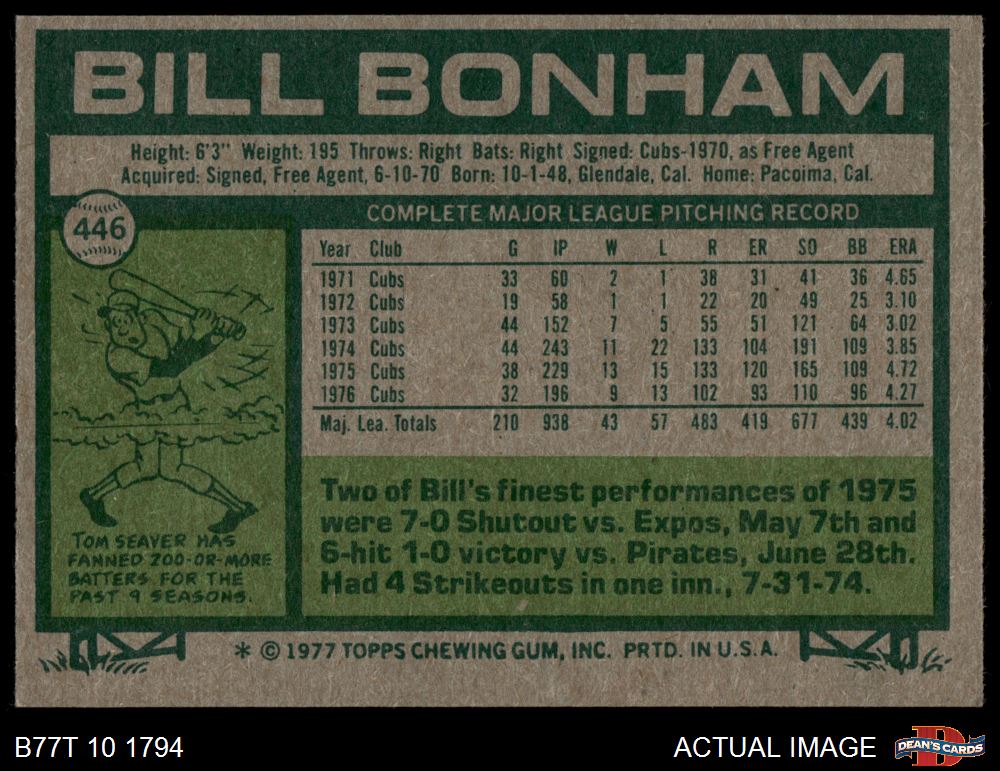 BILL BONHAM
Height: 6'3" Weight: 195 Throws: Right Bats: Right Signed: Cubs-1970, as Free Agent
Acquired: Signed, Free Agent, 6-10-70 Born: 10-1-48, Glendale, Cal. Home: Pacoima, Cal.
446
COMPLETE MAJOR LEAGUE PITCHING RECORD
Year Club G IP W L R ER SO BB ERA
1971 Cubs 33 60 2 1 38 31 41 36 4.65
1972 Cubs 19 58 1 1 22 20 49 25 3.10
1973 Cubs 44 152 7 5 55 51 121 64 3.02
1974 Cubs 44 243 11 22 133 104 191 109 3.85
1975 Cubs 38 229 13 15 133 120 165 109 4.72
1976 Cubs 32 196 9 13 102 93 110 96 4.27
Maj. Lea. Totals 210 938 43 57 483 419 677 439 4.02
TOM SEAVER HAS
FANNED 200-OR-MORE
BATTERS FOR THE
PAST 9 SEASONS.
Two of Bill's finest performances of 1975
were 7-0 Shutout vs. Expos, May 7th and
6-hit 1-0 victory vs. Pirates, June 28th.
Had 4 Strikeouts in one inn., 7-31-74.
* © 1977 TOPPS CHEWING GUM, INC. PRTD. IN U.S.A.
B77T 10 1794
ACTUAL IMAGE
DEAN'S CARDS